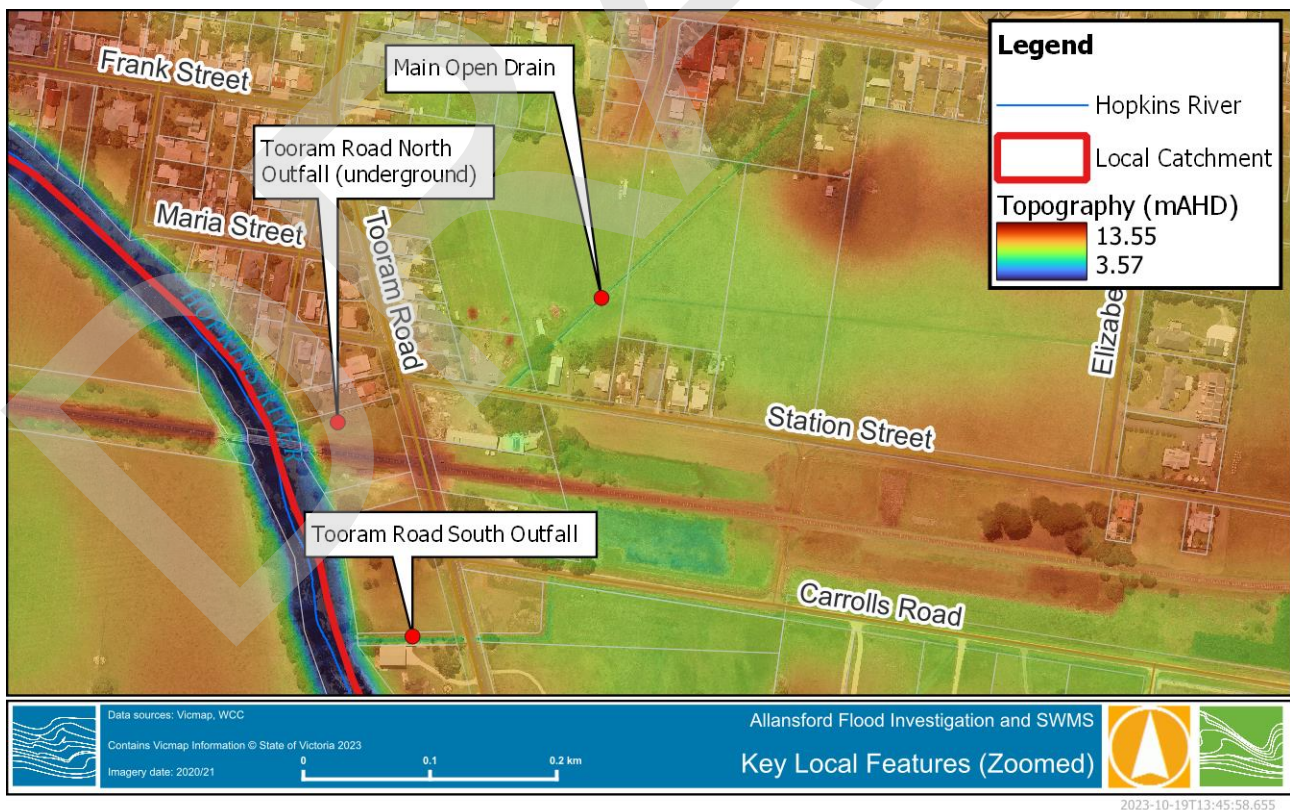 Frank Street
Main Open Drain
Tooram Road North
Outfall (underground)
Maria Street
Tooram Road
HOPKINS RIVER
Tooram Road South Outfall
Station Street
Carrolls Road
Legend
Hopkins River
Local Catchment
Topography (mAHD)
13.55
3.57
Elizabe
Data sources: Vicmap, WCC
Contains Vicmap Information © State of Victoria 2023
Imagery date: 2020/21
0 0.1 0.2 km
Allansford Flood Investigation and SWMS
Key Local Features (Zoomed)
2023-10-19T13:45:58.655